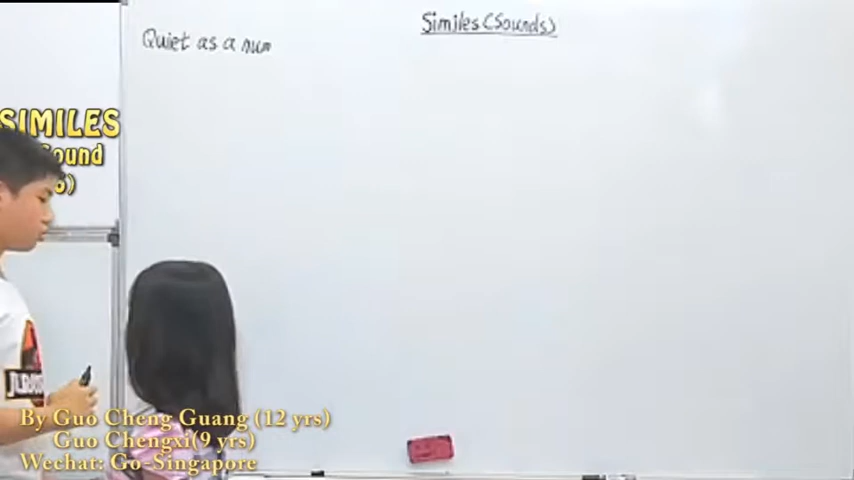 Similes (Sounds)
Quiet as a nun
SIMILES
Sound
6)
By Guo Cheng Guang (12 yrs)
Guo Chengxi(9 yrs)
Wechat: Go-Singapore